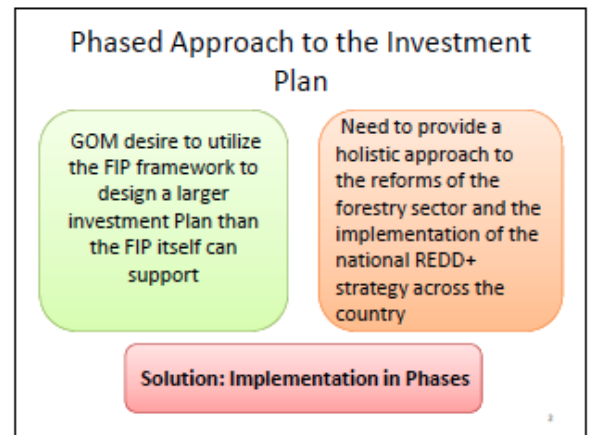 Phased Approach to the Investment
Plan
GOM desire to utilize
the FIP framework to
design a larger
investment Plan than
the FIP itself can
support
Need to provide a
holistic approach to
the reforms of the
forestry sector and the
implementation of the
national REDD+
strategy across the
country
Solution: Implementation in Phases